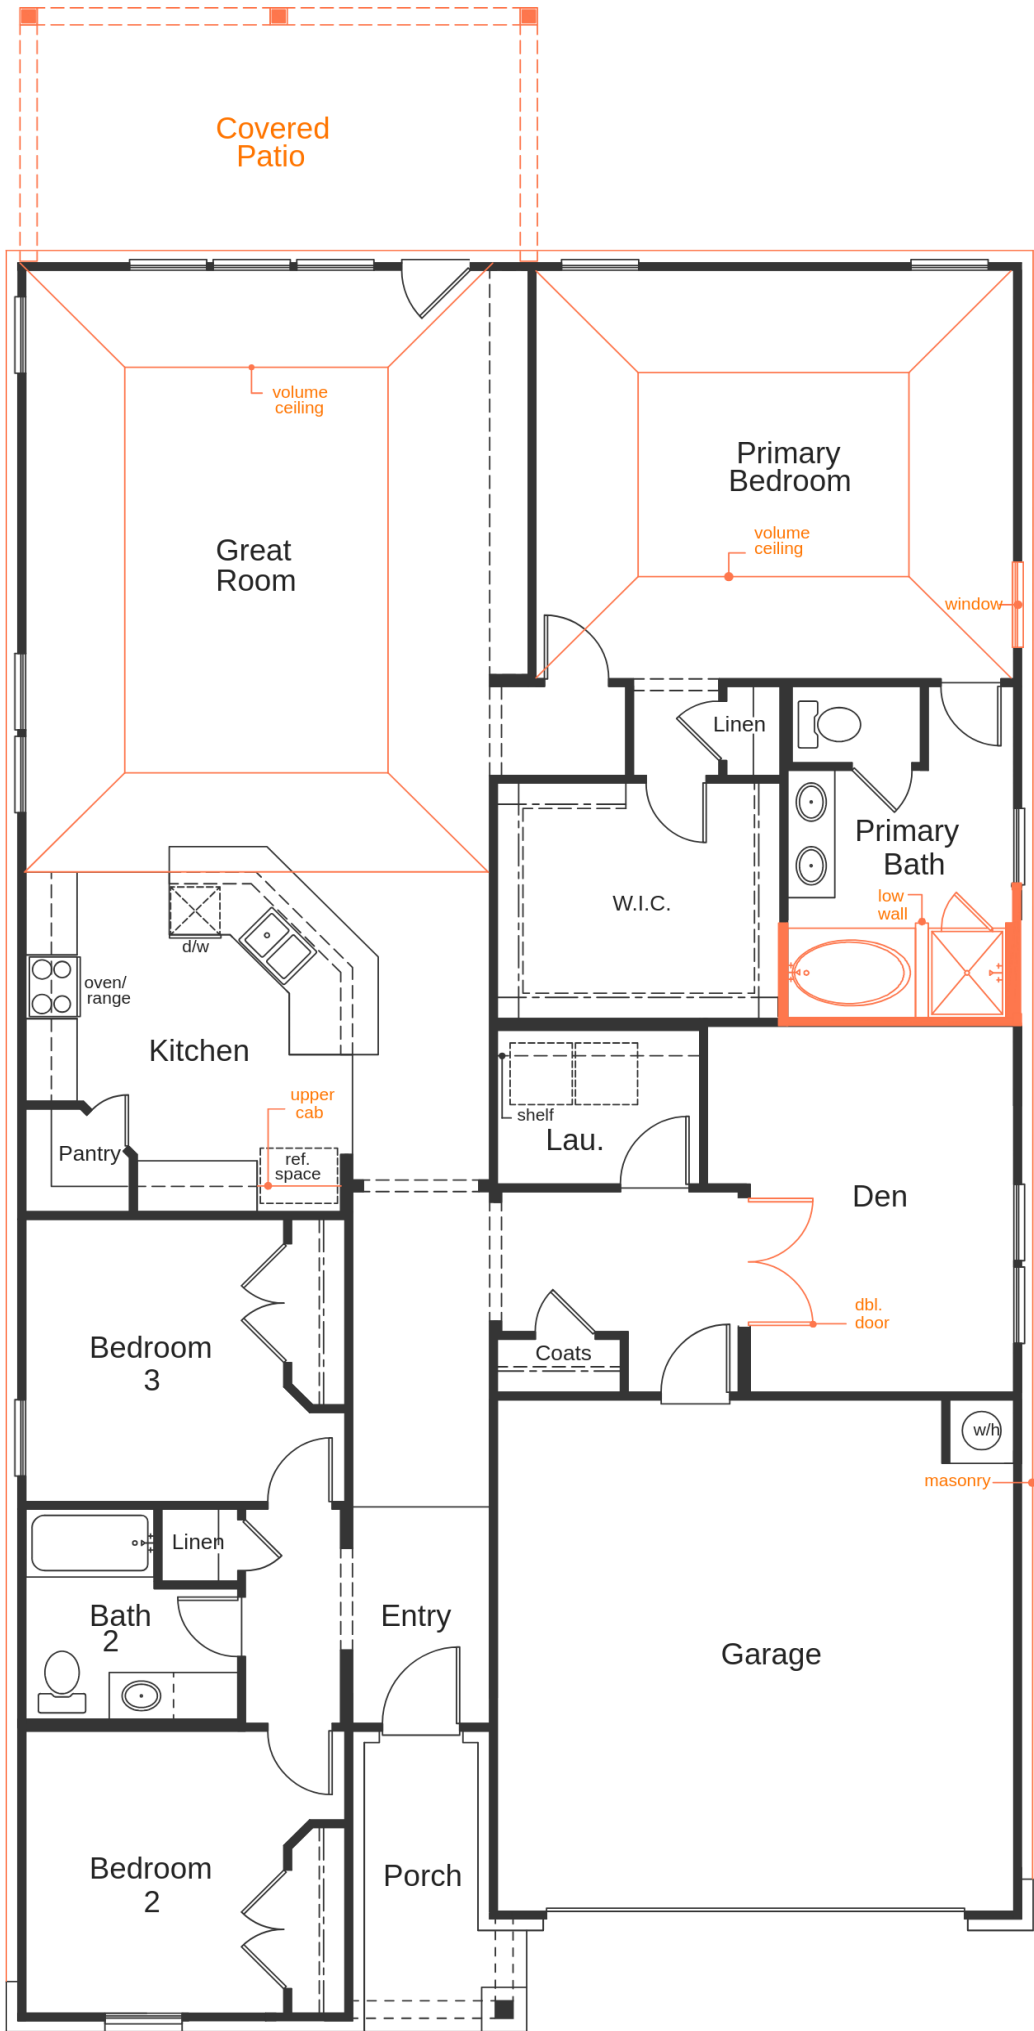 Covered
Patio
volume
ceiling
Primary
Bedroom
volume
ceiling
Great
Room
window
Linen
Primary
Bath
low
wall
W.I.C.
d/w
oven/
range
Kitchen
upper
cab
shelf
Lau.
Pantry
ref.
space
Den
dbl.
door
Bedroom
3
Coats
w/h
masonry
Linen
Bath
2
Entry
Garage
Bedroom
2
Porch